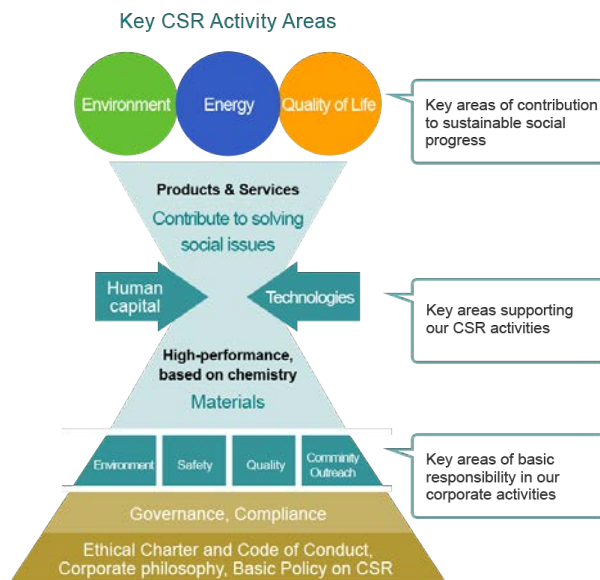 Key CSR Activity Areas
Environment
Energy
Quality of Life
Key areas of contribution
to sustainable social
progress
Products & Services
Contribute to solving
social issues
Human
capital
Technologies
Key areas supporting
our CSR activities
High-performance,
based on chemistry
Materials
Environment
Safety
Quality
Comminity
Outreach
Key areas of basic
responsibility in our
corporate activities
Governance, Compliance
Ethical Charter and Code of Conduct,
Corporate philosophy, Basic Policy on CSR